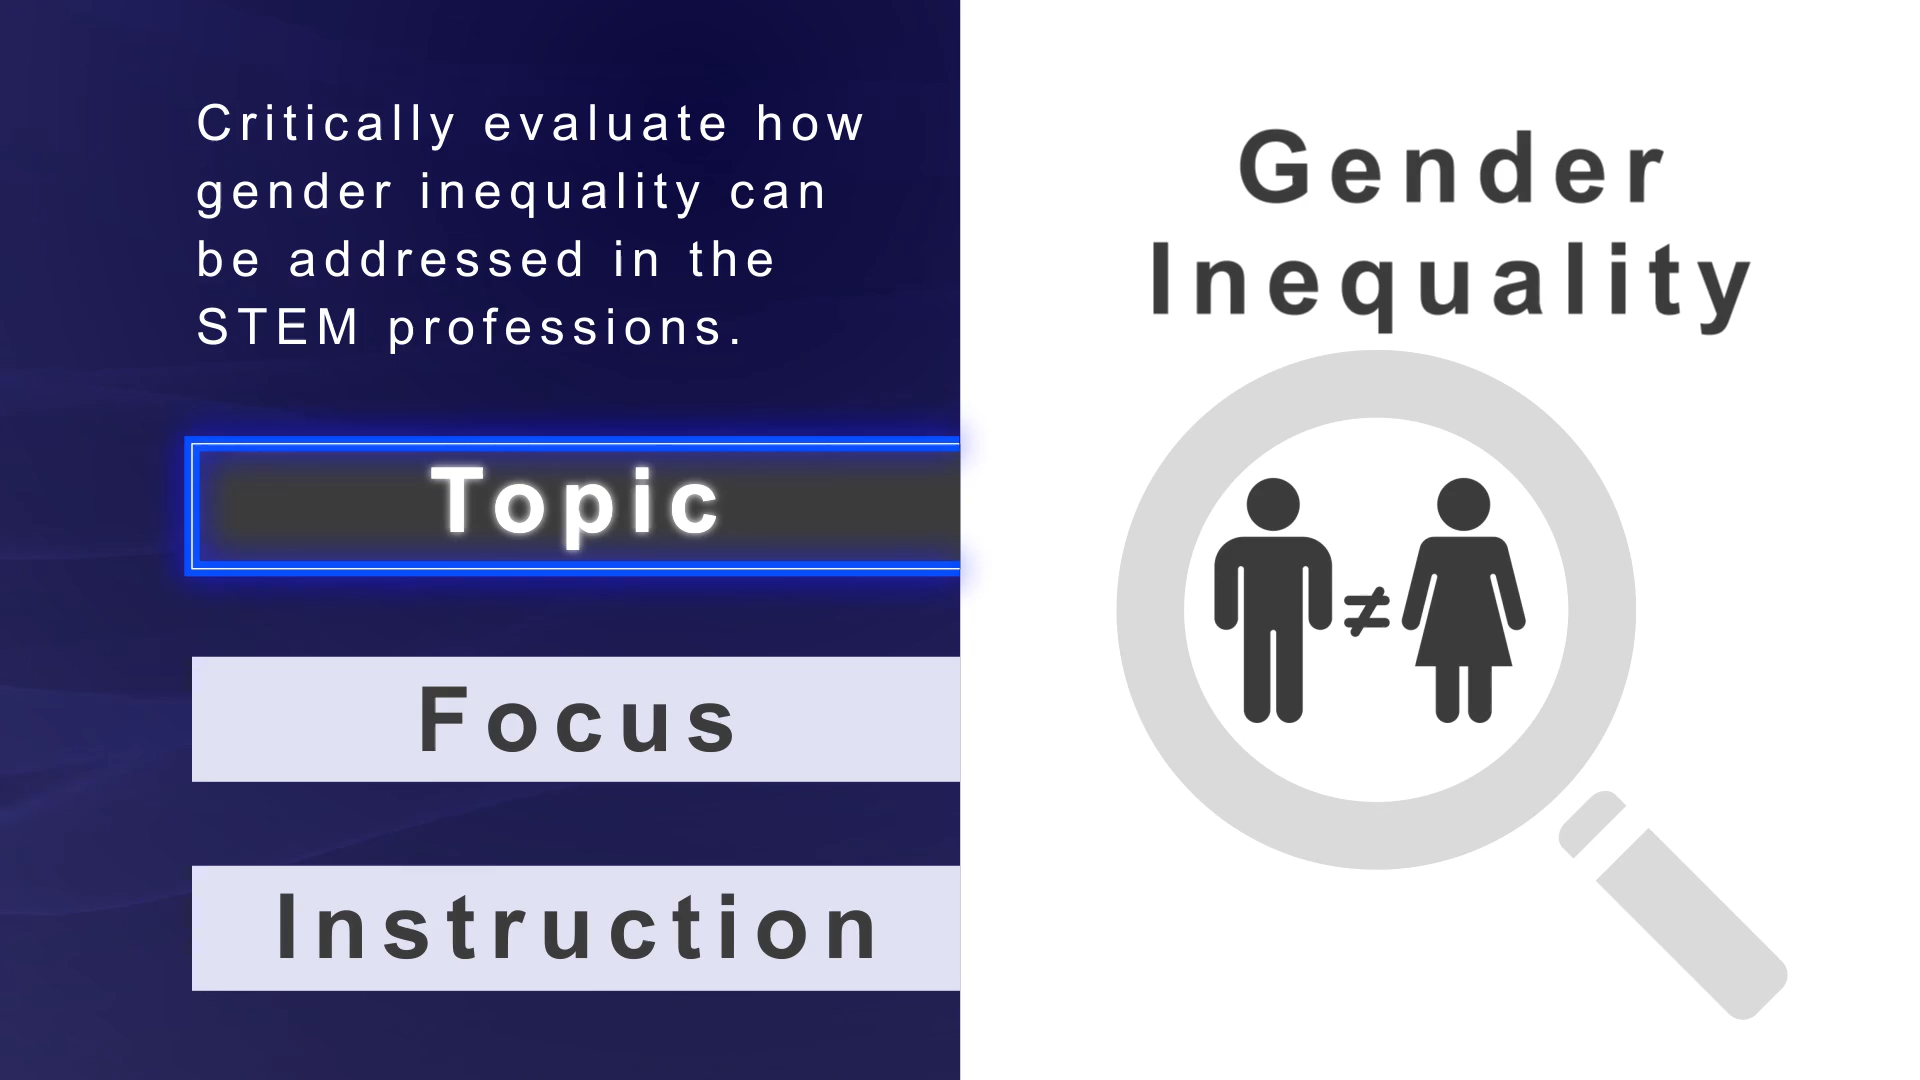 Critically evaluate how
gender inequality can
be addressed in the
STEM professions.
Topic
Focus
Instruction
Gender
Inequality
≠